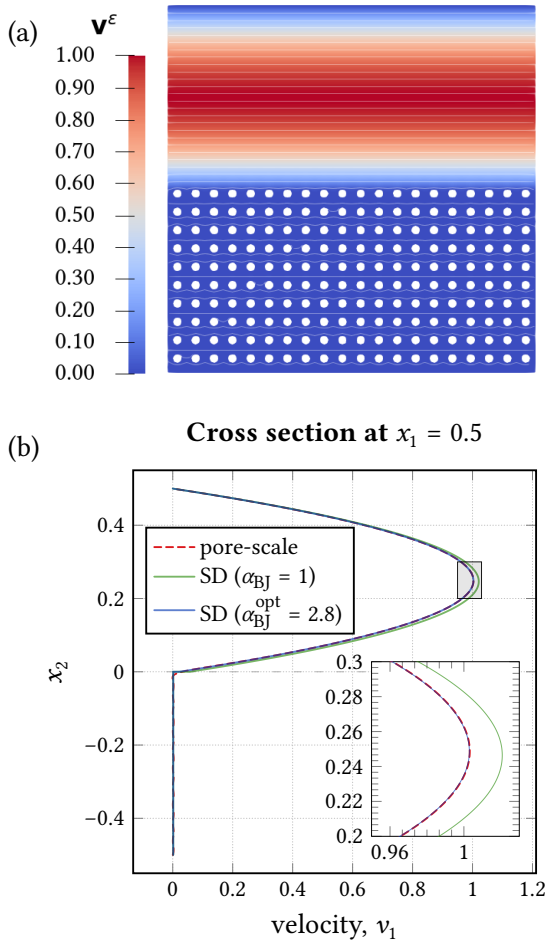 (a)
𝐯^ε
1.00
0.90
0.80
0.70
0.60
0.50
0.40
0.30
0.20
0.10
0.00
(b)
Cross section at x₁ = 0.5
0.4
0.2
0
−0.2
−0.4
x₂
pore-scale
SD (α_BJ = 1)
SD (α_BJ^opt = 2.8)
0.3
0.28
0.26
0.24
0.22
0.2
0.96 1
0 0.2 0.4 0.6 0.8 1 1.2
velocity, v₁